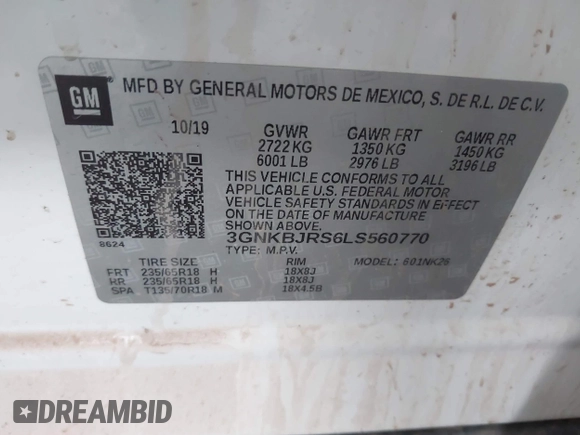 GM MFD BY GENERAL MOTORS DE MEXICO, S. DE R.L. DE C.V.
10/19 GVWR GAWR FRT GAWR RR
2722 KG 1350 KG 1450 KG
6001 LB 2976 LB 3196 LB
THIS VEHICLE CONFORMS TO ALL
APPLICABLE U.S. FEDERAL MOTOR
VEHICLE SAFETY STANDARDS IN EFFECT
ON THE DATE OF MANUFACTURE
SHOWN ABOVE.
3GNKBJRS6LS560770
8624 TYPE: M.P.V.
TIRE SIZE RIM MODEL: 601NK26
FRT 235/65R18 H 18X8J
RR 235/65R18 H 18X8J
SPA T135/70R18 M 18X4.5B
DREAMBID